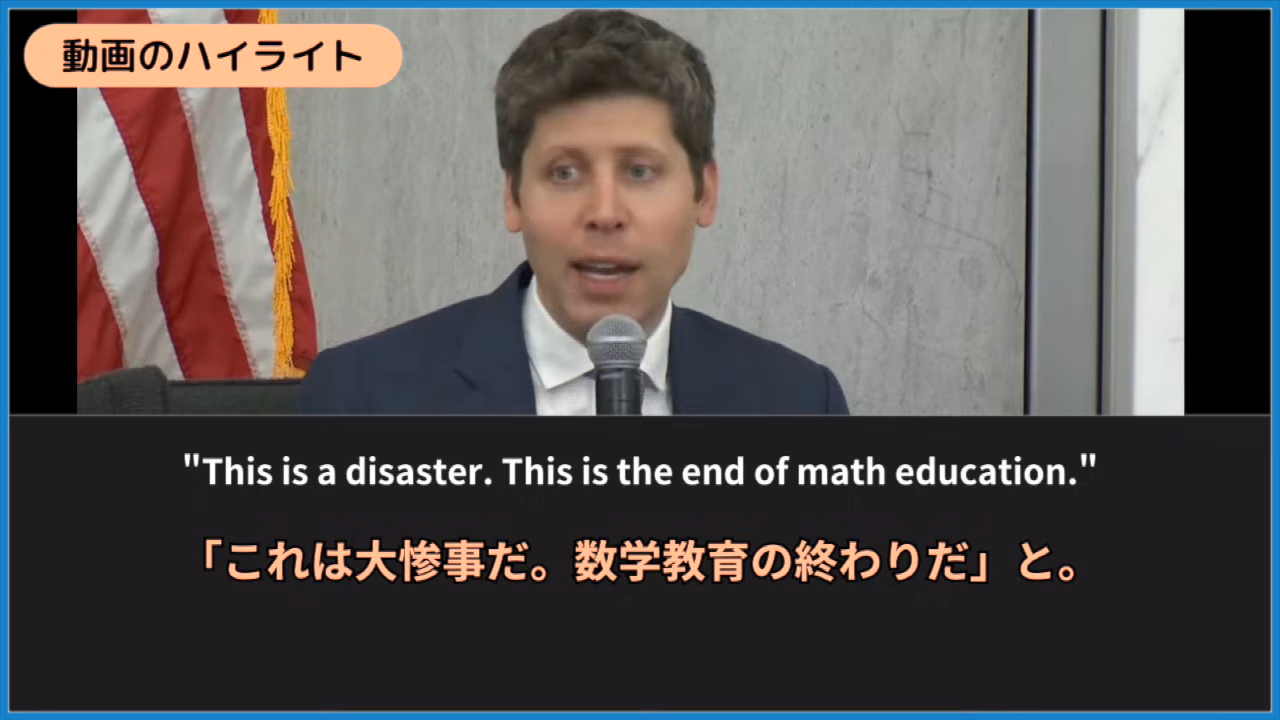 動画のハイライト
"This is a disaster. This is the end of math education."
「これは大惨事だ。数学教育の終わりだ」と。